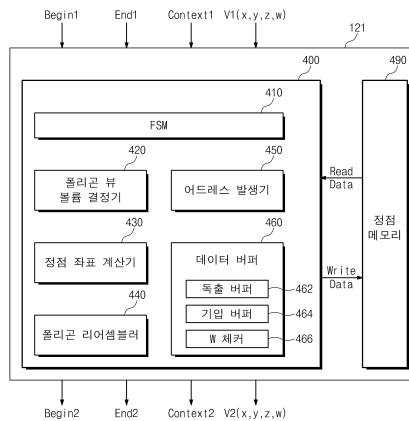 Begin1 End1 Context1 V1(x,y,z,w)
121
400 490
410
FSM
420 450
폴리곤 뷰
볼륨 결정기
어드레스 발생기
Read
Data
430 460
정점 좌표 계산기
데이터 버퍼
정점
메모리
독출 버퍼 462
Write
Data
440
기입 버퍼 464
폴리곤 리어셈블러
W 체커 466
Begin2 End2 Context2 V2(x,y,z,w)